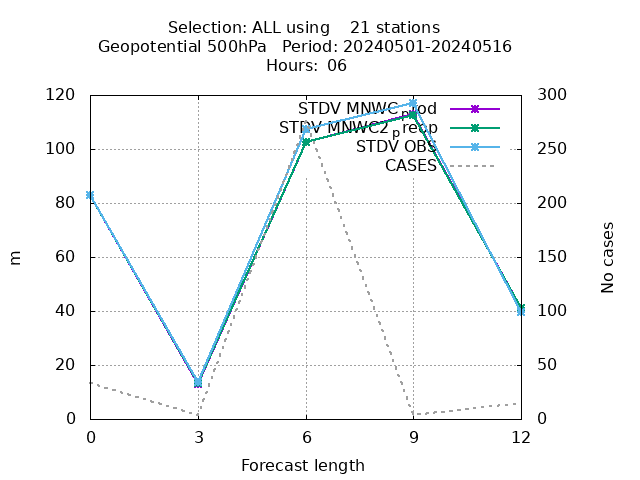 Selection: ALL using 21 stations
Geopotential 500hPa Period: 20240501-20240516
Hours: 06
120 300
STDV MNWC_prod
STDV MNWC2_preop
100 250
STDV OBS
CASES
80 200
60 150
m No cases
40 100
20 50
0 0
0 3 6 9 12
Forecast length